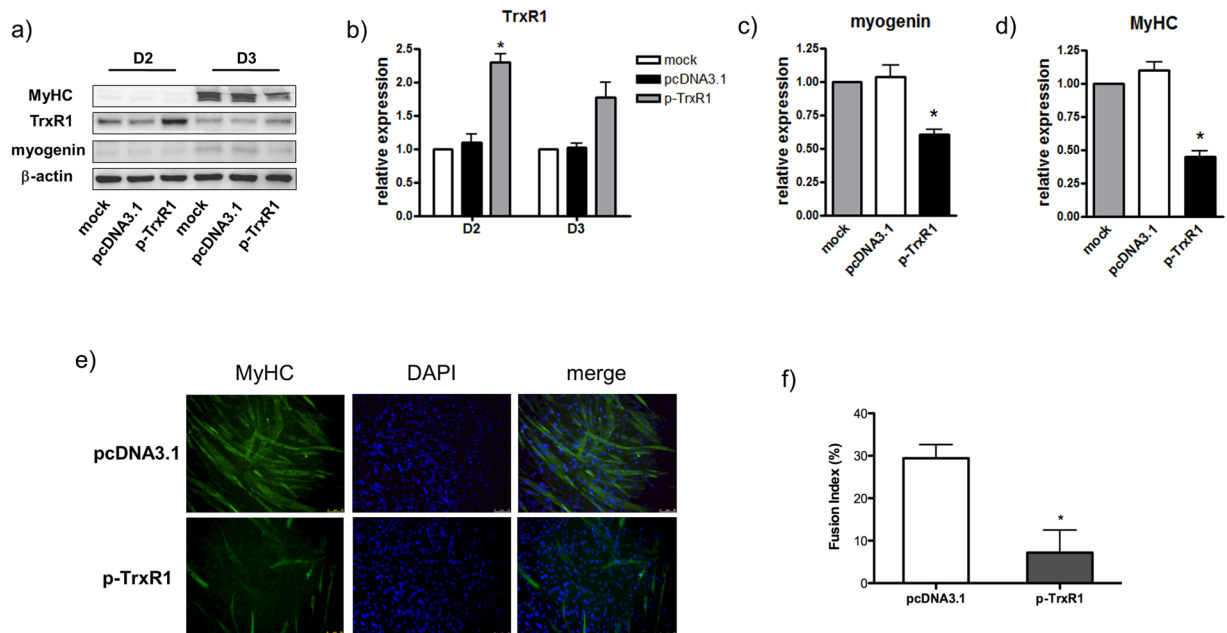 a)
D2 D3
MyHC
TrxR1
myogenin
β-actin
mock
pcDNA3.1
p-TrxR1
mock
pcDNA3.1
p-TrxR1
b)
TrxR1
relative expression
2.5
2.0
1.5
1.0
0.5
0.0
*
D2 D3
mock
pcDNA3.1
p-TrxR1
c)
myogenin
relative expression
1.25
1.00
0.75
0.50
0.25
0.00
*
mock
pcDNA3.1
p-TrxR1
d)
MyHC
relative expression
1.25
1.00
0.75
0.50
0.25
0.00
*
mock
pcDNA3.1
p-TrxR1
e)
MyHC DAPI merge
pcDNA3.1
p-TrxR1
f)
Fusion Index (%)
40
30
20
10
0
*
pcDNA3.1 p-TrxR1